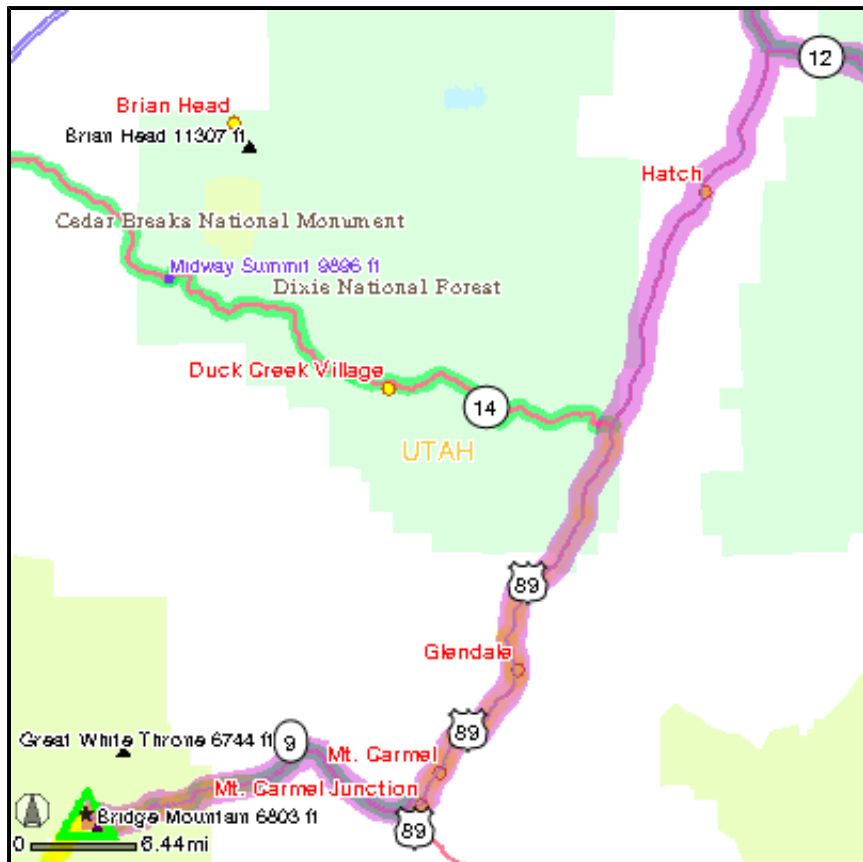 12
Brian Head
Brian Head 11307 ft
Hatch
Cedar Breaks National Monument
Midway Summit 9896 ft
Dixie National Forest
Duck Creek Village
14
UTAH
89
Glendale
89
Great White Throne 6744 ft
9
Mt. Carmel
Mt. Carmel Junction
Bridge Mountain 6803 ft
89
0 6.44mi